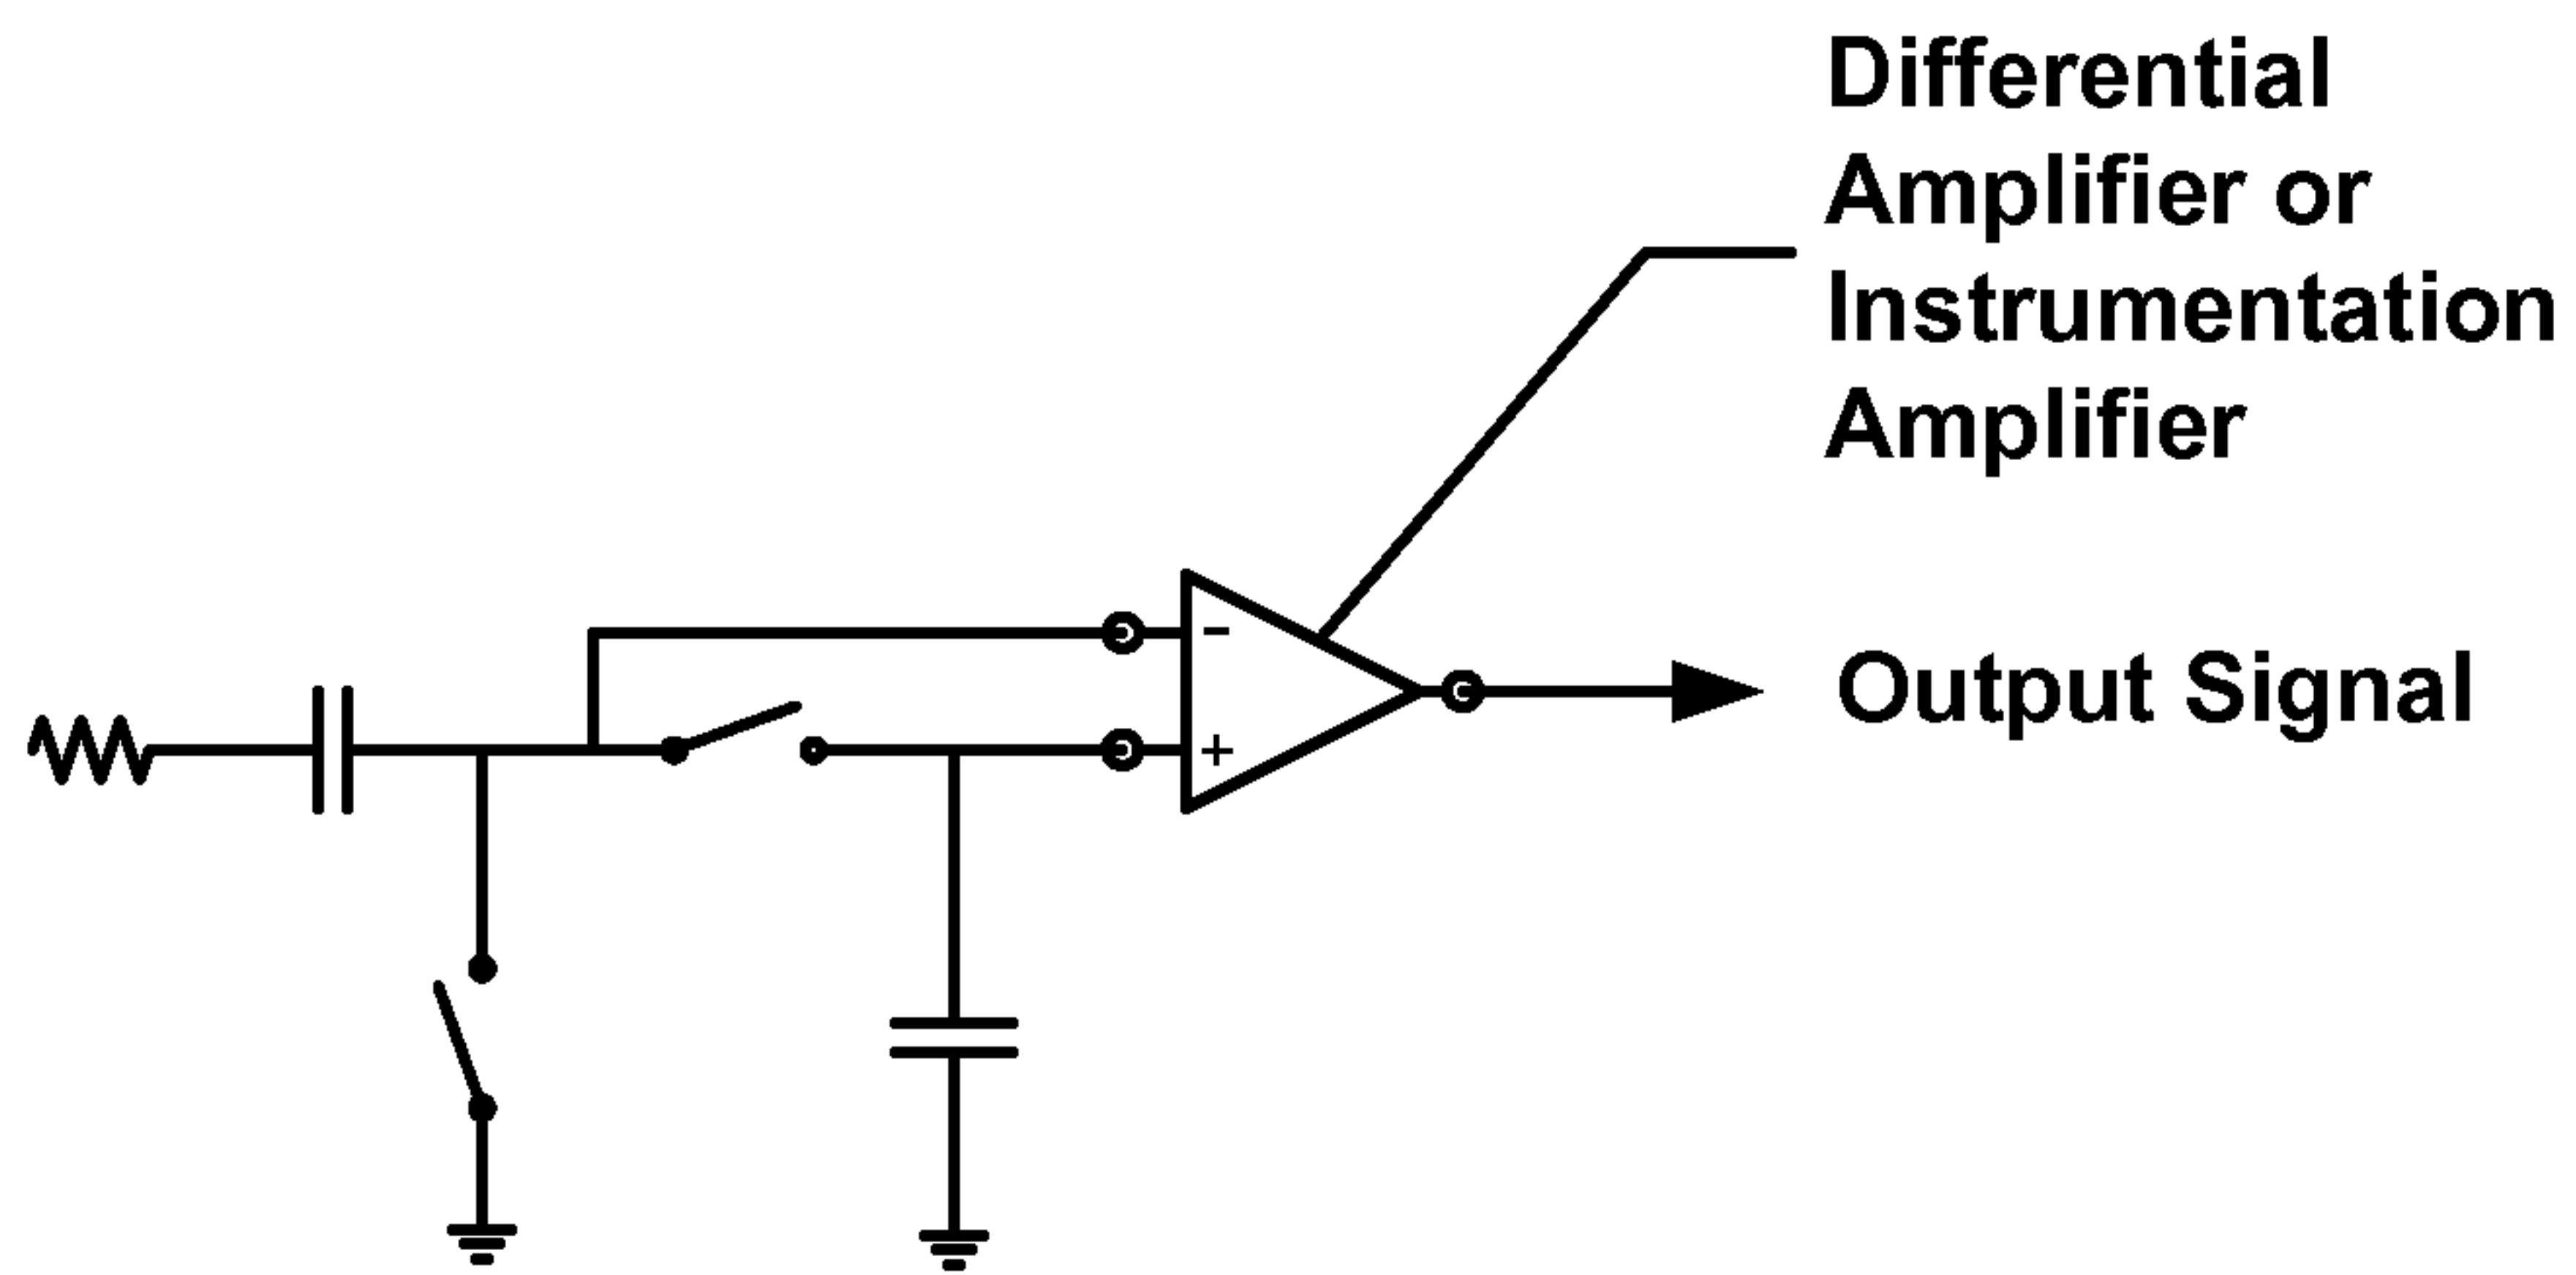 Differential
Amplifier or
Instrumentation
Amplifier
-
+
Output Signal